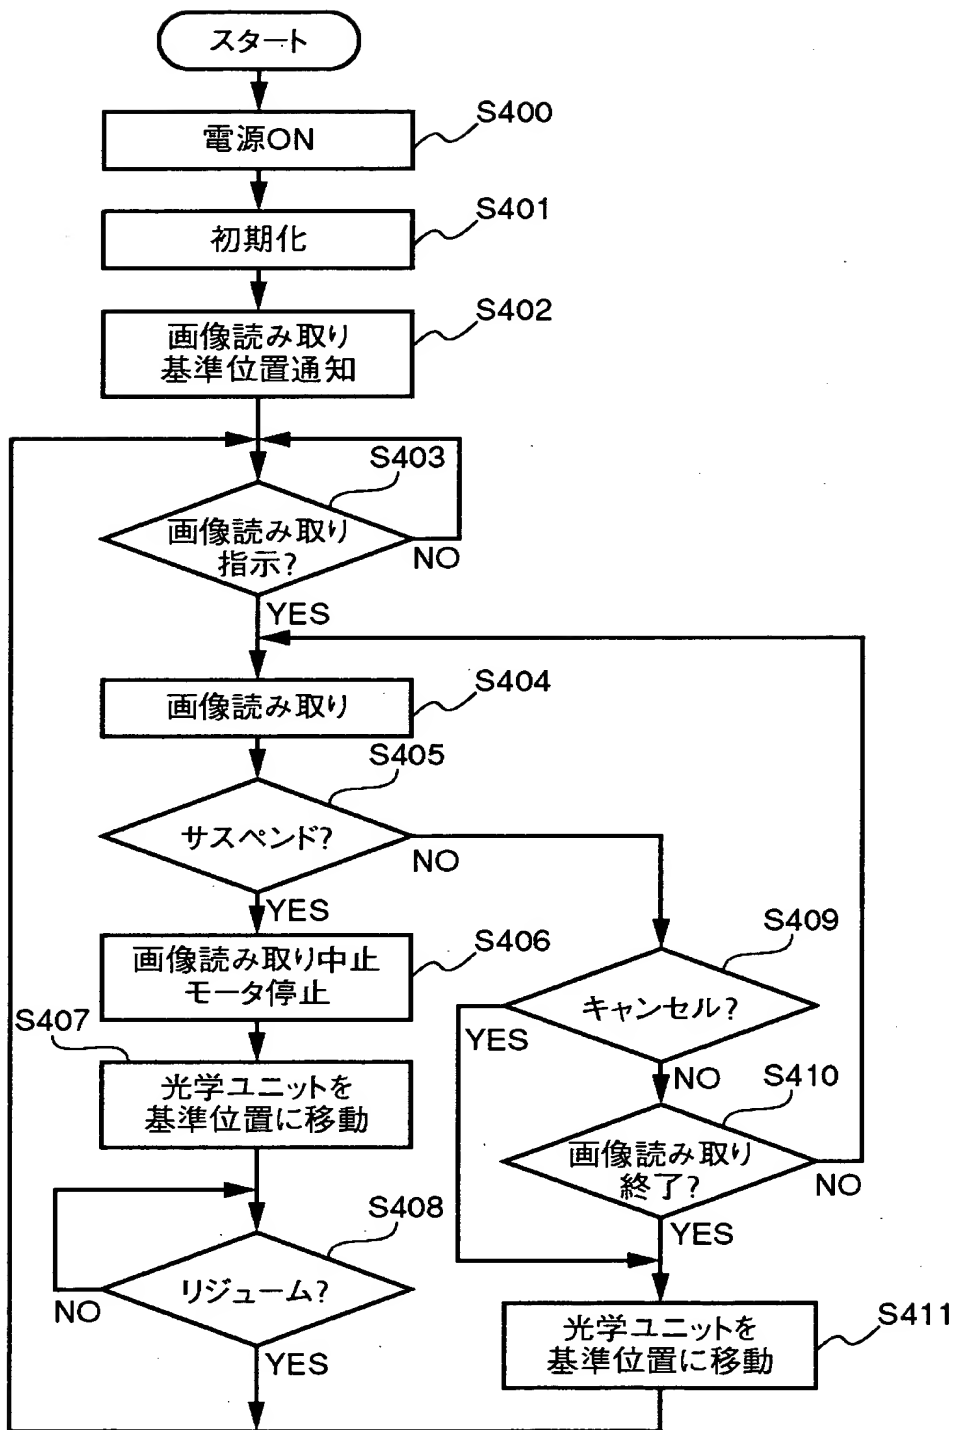 スタート
電源ON
S400
初期化
S401
画像読み取り
基準位置通知
S402
S403
画像読み取り
指示?
NO
YES
画像読み取り
S404
S405
サスペンド?
NO
YES
画像読み取り中止
モータ停止
S406
S407
光学ユニットを
基準位置に移動
S408
リジューム?
NO
YES
S409
キャンセル?
YES
NO
S410
画像読み取り
終了?
NO
YES
光学ユニットを
基準位置に移動
S411